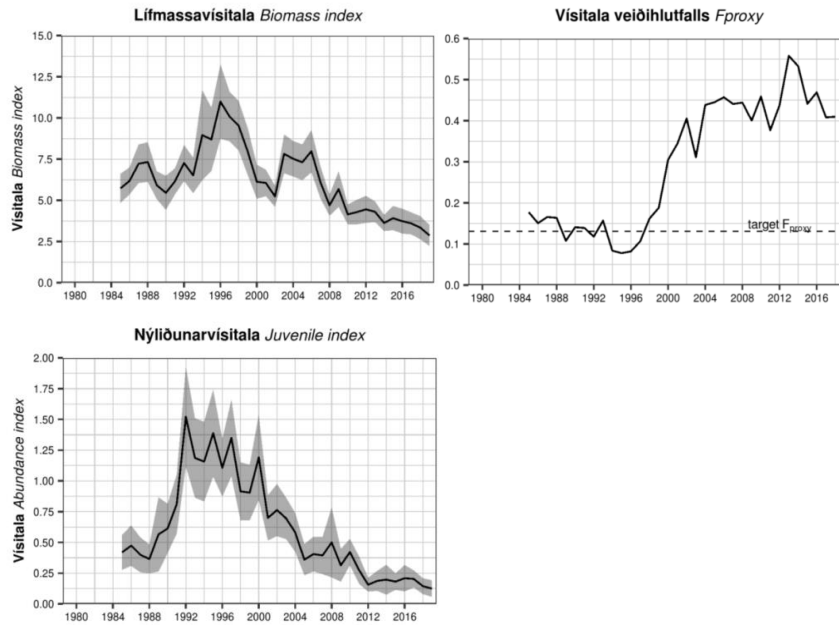 Lífmassavísitala Biomass index
Vísitala Biomass index
15.0
12.5
10.0
7.5
5.0
2.5
0.0
1980 1984 1988 1992 1996 2000 2004 2008 2012 2016
Vísitala veiðihlutfalls Fproxy
0.6
0.5
0.4
0.3
0.2
0.1
0.0
target Fproxy
1980 1984 1988 1992 1996 2000 2004 2008 2012 2016
Nýliðunarvísitala Juvenile index
Vísitala Abundance index
2.00
1.75
1.50
1.25
1.00
0.75
0.50
0.25
0.00
1980 1984 1988 1992 1996 2000 2004 2008 2012 2016